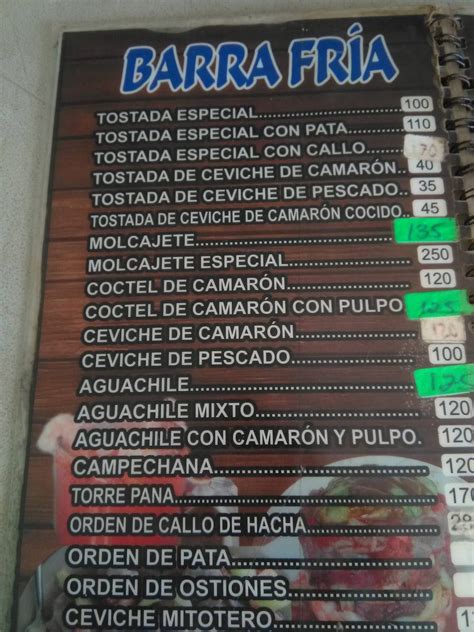 BARRA FRÍA
TOSTADA ESPECIAL........................ 100
TOSTADA ESPECIAL CON PATA......... 110
TOSTADA ESPECIAL CON CALLO....... 170
TOSTADA DE CEVICHE DE CAMARÓN.. 40
TOSTADA DE CEVICHE DE PESCADO.. 35
TOSTADA DE CEVICHE DE CAMARÓN COCIDO.. 45
MOLCAJETE................................ 135
MOLCAJETE ESPECIAL................... 250
COCTEL DE CAMARÓN................... 120
COCTEL DE CAMARÓN CON PULPO 125
CEVICHE DE CAMARÓN.................. 120
CEVICHE DE PESCADO................... 100
AGUACHILE................................
AGUACHILE MIXTO........................ 120
AGUACHILE CON CAMARÓN Y PULPO. 120
CAMPECHANA............................. 120
TORRE PANA............................... 170
ORDEN DE CALLO DE HACHA............
ORDEN DE PATA..........................
ORDEN DE OSTIONES....................
CEVICHE MITOTERO.....................